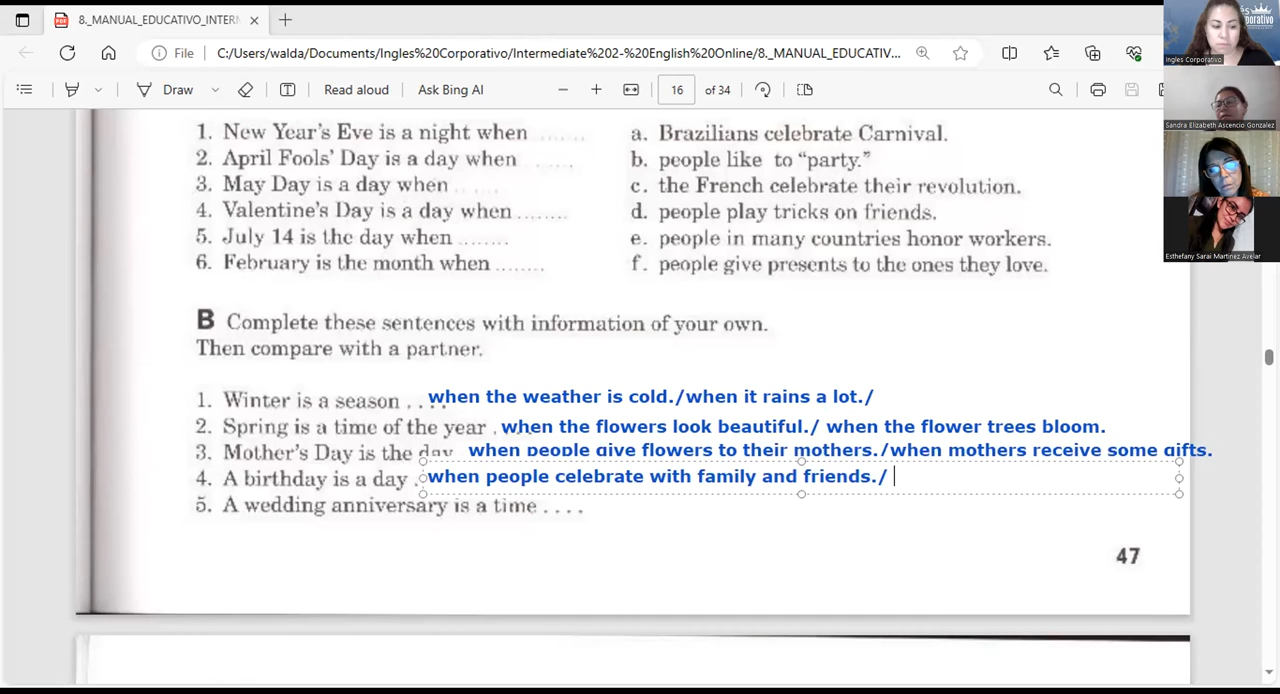 8._MANUAL_EDUCATIVO_INTERN
File C:/Users/walda/Documents/Ingles%20Corporativo/Intermediate%202-%20English%20Online/8._MANUAL_EDUCATIV...
Draw Read aloud Ask Bing AI 16 of 34
Ingles Corporativo
Sandra Elizabeth Ascencio Gonzalez
Esthefany Sarai Martinez Avelar
1. New Year's Eve is a night when ........
2. April Fools' Day is a day when ........
3. May Day is a day when ........
4. Valentine's Day is a day when ........
5. July 14 is the day when ........
6. February is the month when ........
a. Brazilians celebrate Carnival.
b. people like to "party."
c. the French celebrate their revolution.
d. people play tricks on friends.
e. people in many countries honor workers.
f. people give presents to the ones they love.
B Complete these sentences with information of your own.
Then compare with a partner.
1. Winter is a season . . . . when the weather is cold./when it rains a lot./
2. Spring is a time of the year . when the flowers look beautiful./ when the flower trees bloom.
3. Mother's Day is the day when people give flowers to their mothers./when mothers receive some gifts.
4. A birthday is a day . when people celebrate with family and friends./
5. A wedding anniversary is a time . . . .
47